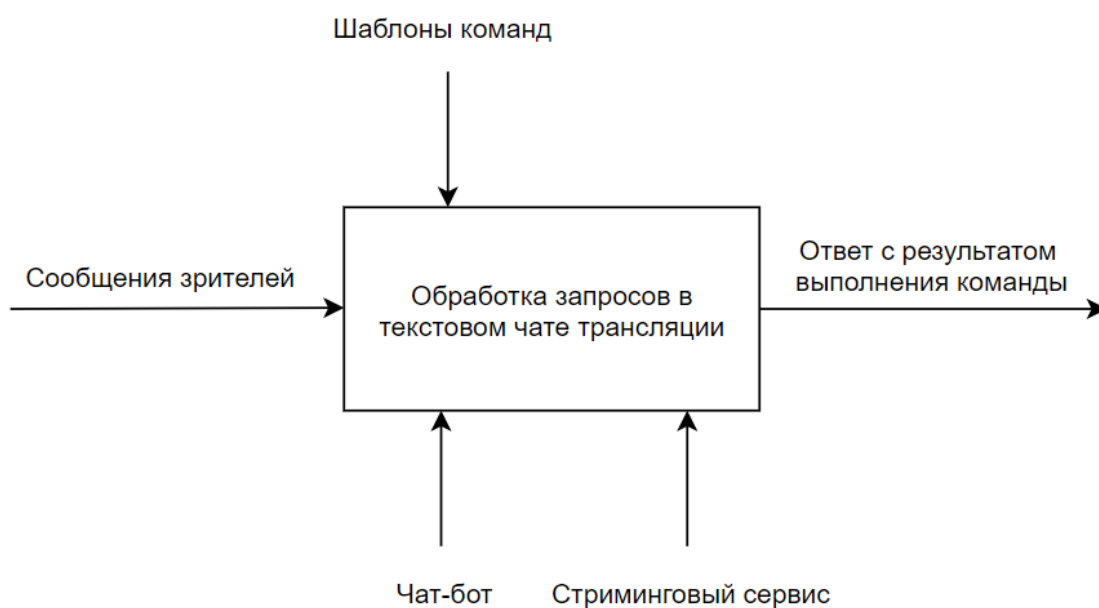 Шаблоны команд
Сообщения зрителей
Обработка запросов в
текстовом чате трансляции
Ответ с результатом
выполнения команды
Чат-бот
Стриминговый сервис